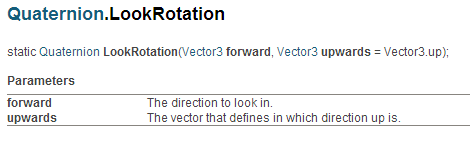 Quaternion.LookRotation
static Quaternion LookRotation(Vector3 forward, Vector3 upwards = Vector3.up);
Parameters
forward The direction to look in.
upwards The vector that defines in which direction up is.